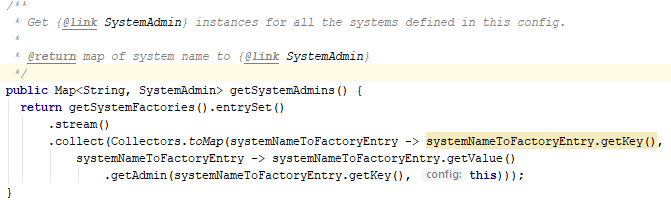 /**
 * Get {@link SystemAdmin} instances for all the systems defined in this config.
 *
 * @return map of system name to {@link SystemAdmin}
 */
public Map<String, SystemAdmin> getSystemAdmins() {
  return getSystemFactories().entrySet()
      .stream()
      .collect(Collectors.toMap(systemNameToFactoryEntry -> systemNameToFactoryEntry.getKey(),
          systemNameToFactoryEntry -> systemNameToFactoryEntry.getValue()
              .getAdmin(systemNameToFactoryEntry.getKey(), config: this)));
}